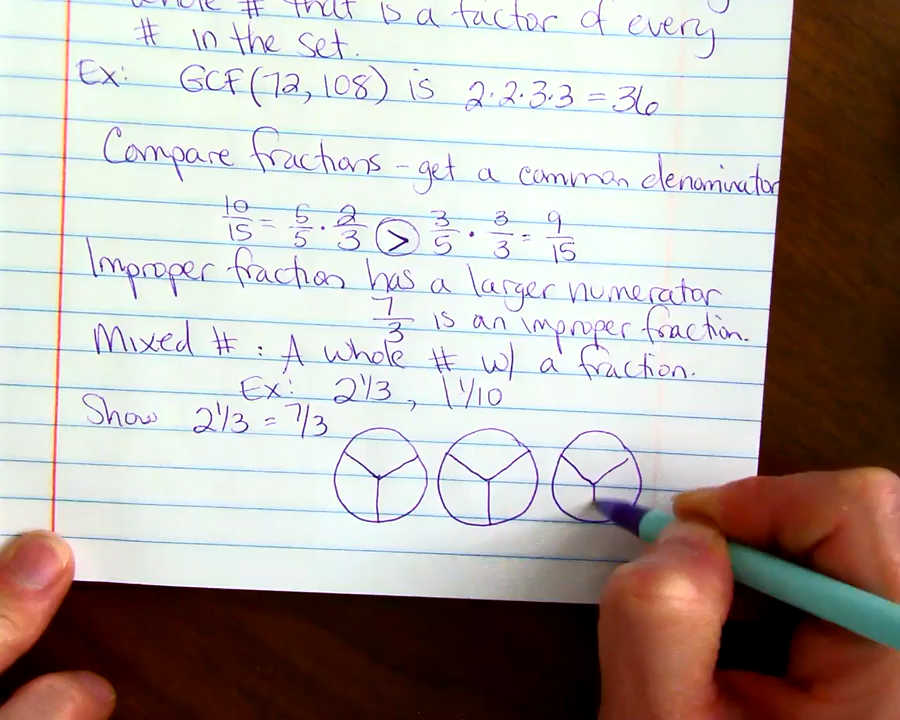 whole # that is a factor of every
# in the set.
Ex: GCF(72, 108) is 2·2·3·3 = 36
Compare fractions - get a common denominator
10/15 = 5/5 · 2/3 > 3/5 · 3/3 = 9/15
Improper fraction has a larger numerator
7/3 is an improper fraction.
Mixed # : A whole # w/ a fraction.
Ex: 2 1/3 , 1 1/10
Show 2 1/3 = 7/3